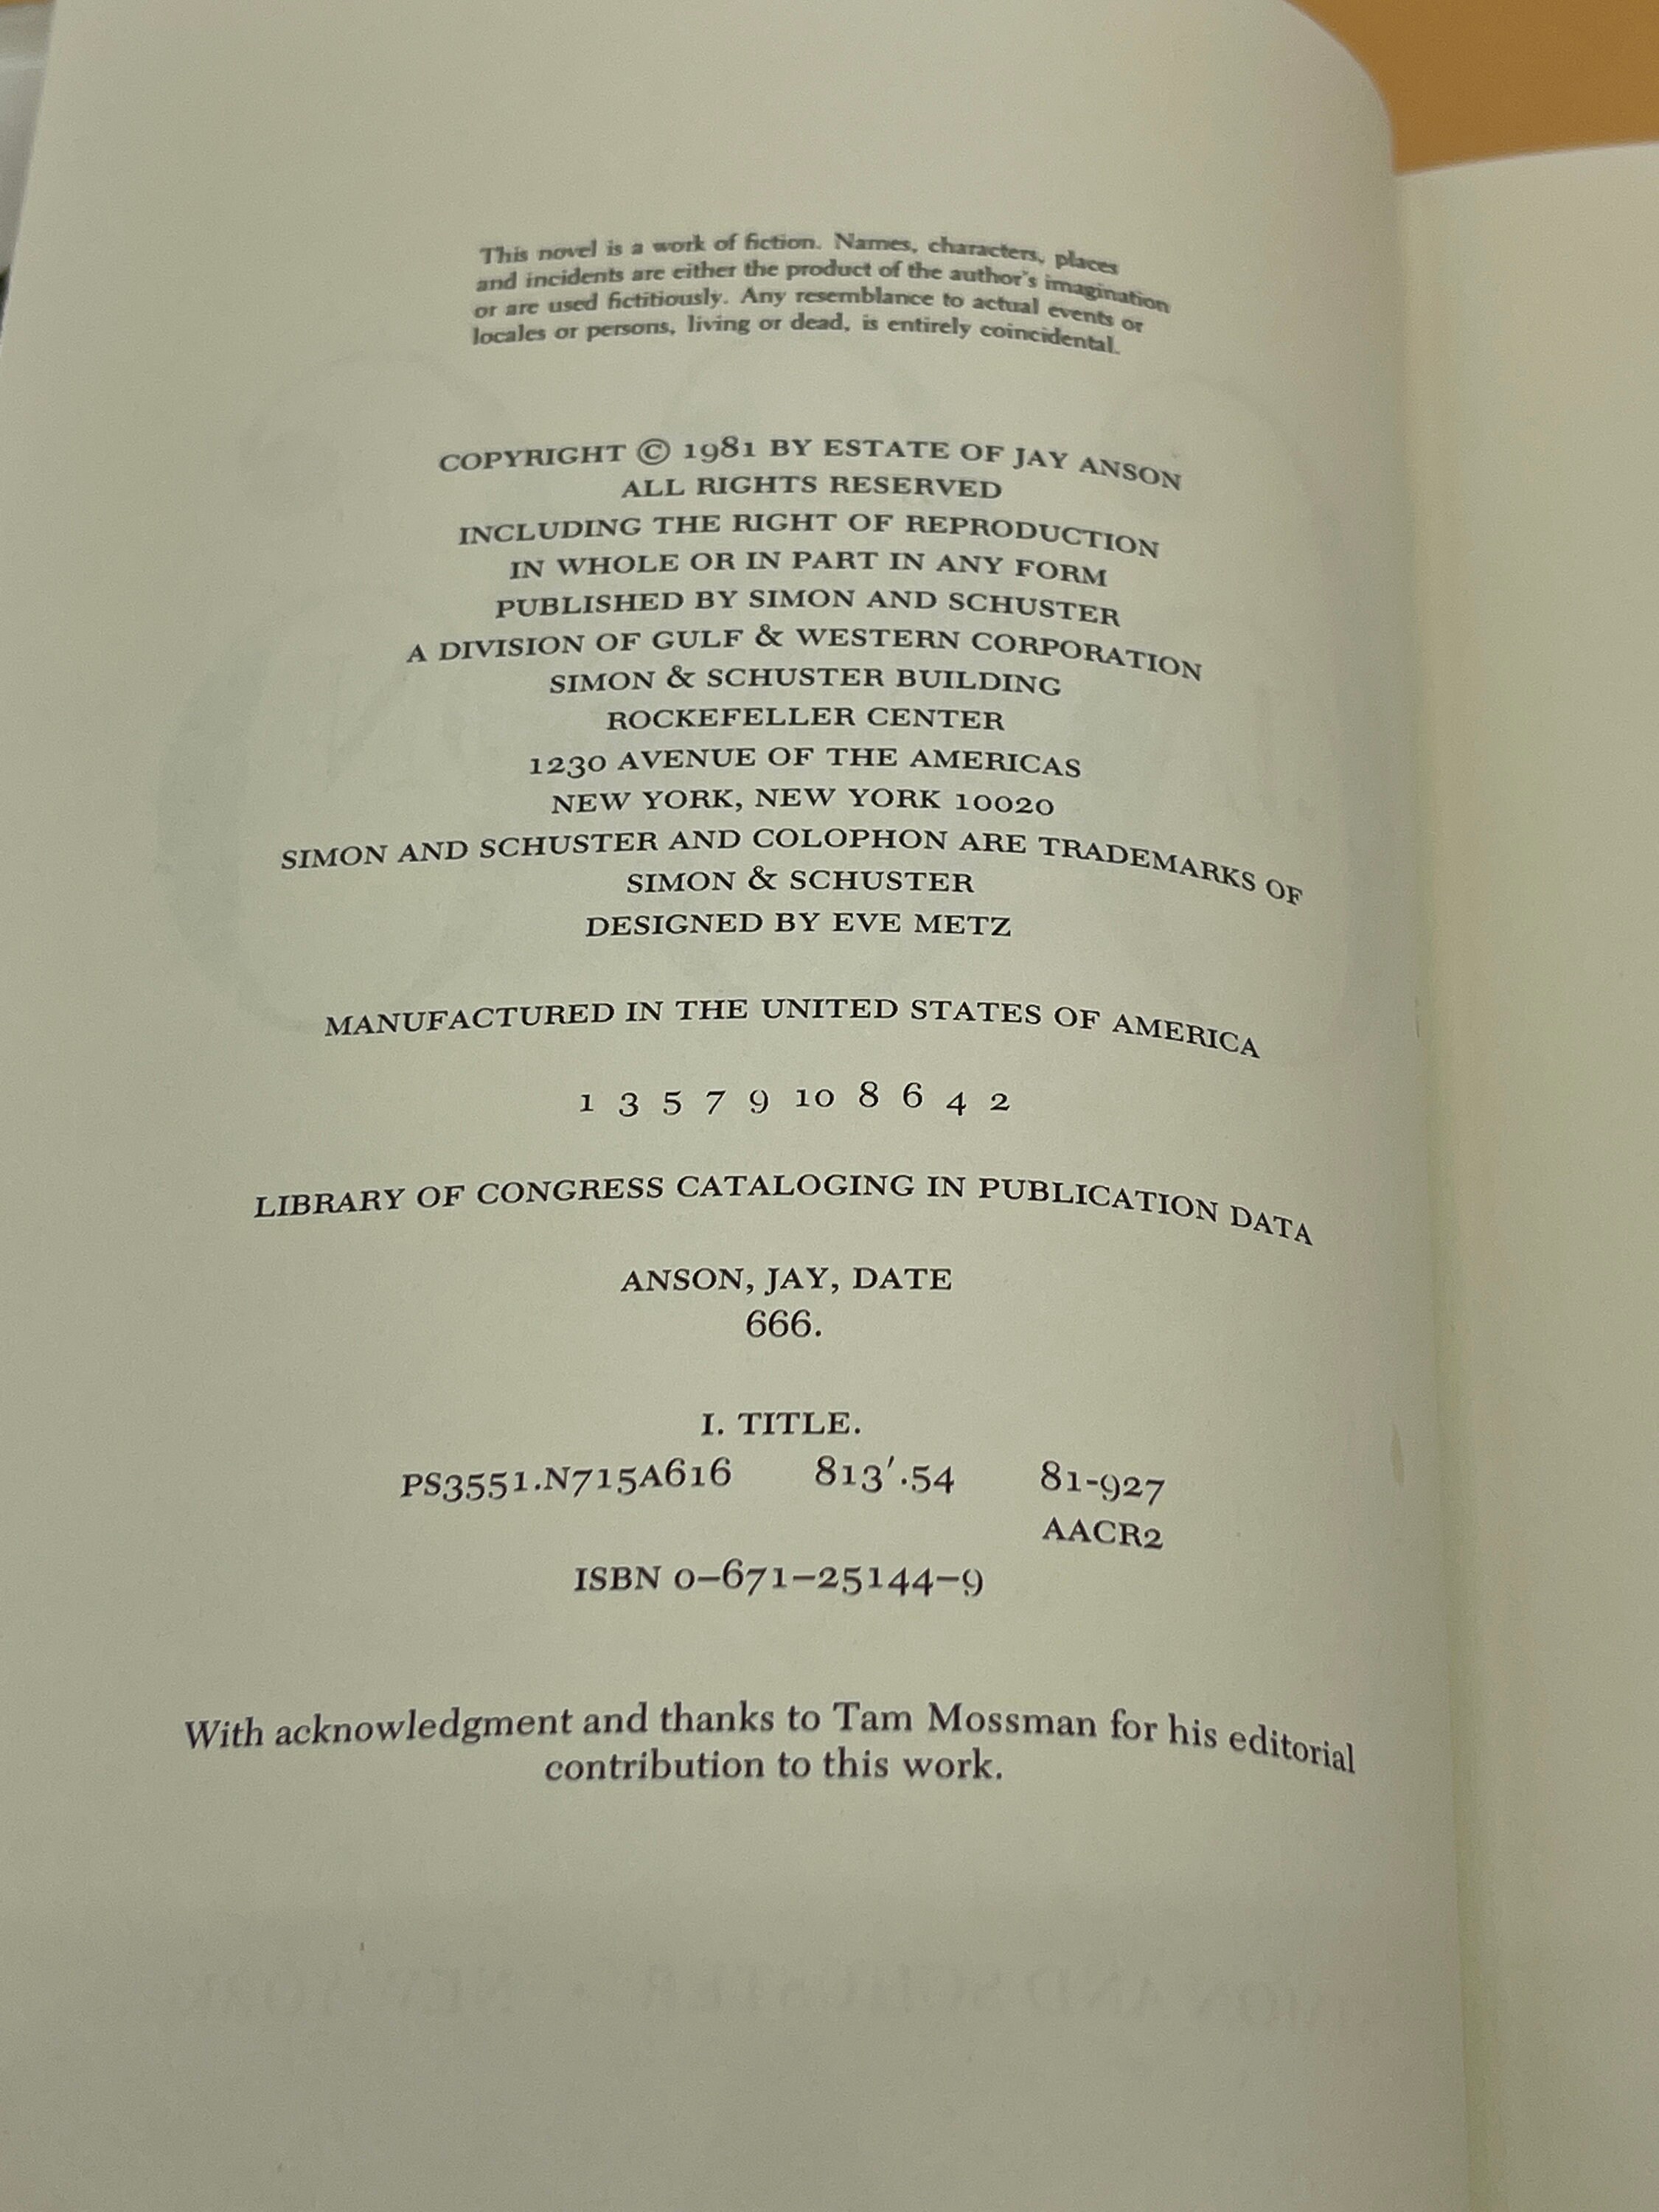 This novel is a work of fiction. Names, characters, places
and incidents are either the product of the author's imagination
or are used fictitiously. Any resemblance to actual events or
locales or persons, living or dead, is entirely coincidental.
COPYRIGHT © 1981 BY ESTATE OF JAY ANSON
ALL RIGHTS RESERVED
INCLUDING THE RIGHT OF REPRODUCTION
IN WHOLE OR IN PART IN ANY FORM
PUBLISHED BY SIMON AND SCHUSTER
A DIVISION OF GULF & WESTERN CORPORATION
SIMON & SCHUSTER BUILDING
ROCKEFELLER CENTER
1230 AVENUE OF THE AMERICAS
NEW YORK, NEW YORK 10020
SIMON AND SCHUSTER AND COLOPHON ARE TRADEMARKS OF
SIMON & SCHUSTER
DESIGNED BY EVE METZ
MANUFACTURED IN THE UNITED STATES OF AMERICA
1 3 5 7 9 10 8 6 4 2
LIBRARY OF CONGRESS CATALOGING IN PUBLICATION DATA
ANSON, JAY, DATE
666.
I. TITLE.
PS3551.N715A616 813′.54 81-927
AACR2
ISBN 0–671–25144–9
With acknowledgment and thanks to Tam Mossman for his editorial
contribution to this work.